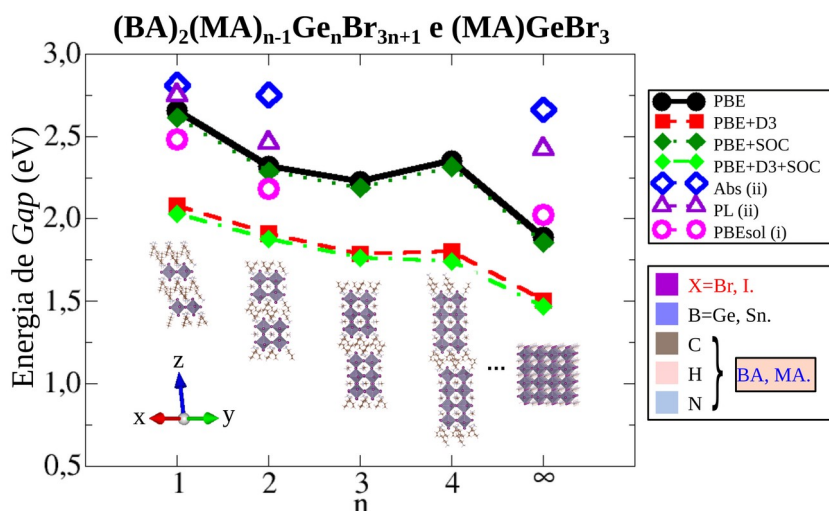 (BA)₂(MA)ₙ₋₁GeₙBr₃ₙ₊₁ e (MA)GeBr₃
Energia de Gap (eV)
3,0
2,5
2,0
1,5
1,0
0,5
z
x
y
...
1
2
3
4
∞
n
PBE
PBE+D3
PBE+SOC
PBE+D3+SOC
Abs (ii)
PL (ii)
PBEsol (i)
X=Br, I.
B=Ge, Sn.
C
H
N
BA, MA.